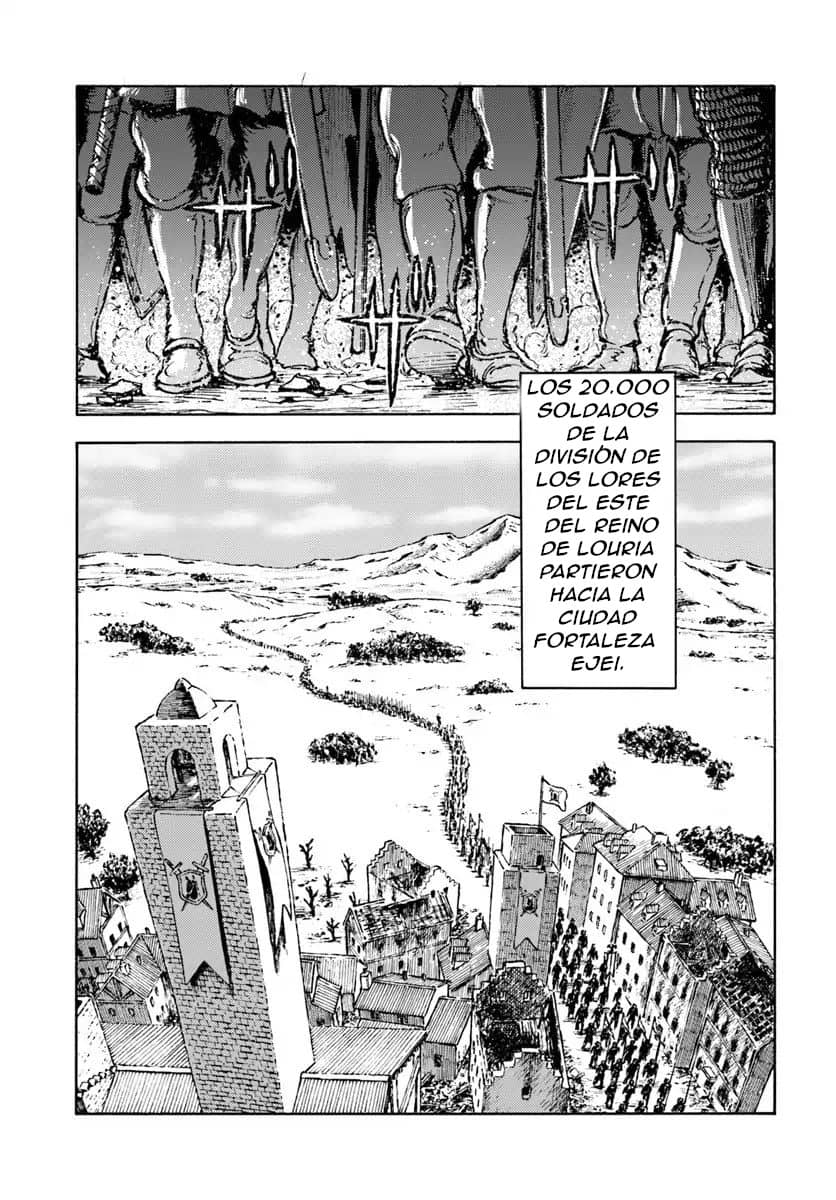 LOS 20.000
SOLDADOS
DE LA
DIVISIÓN DE
LOS LORES
DEL ESTE
DEL REINO
DE LOURIA
PARTIERON
HACIA LA
CIUDAD
FORTALEZA
EJEI.